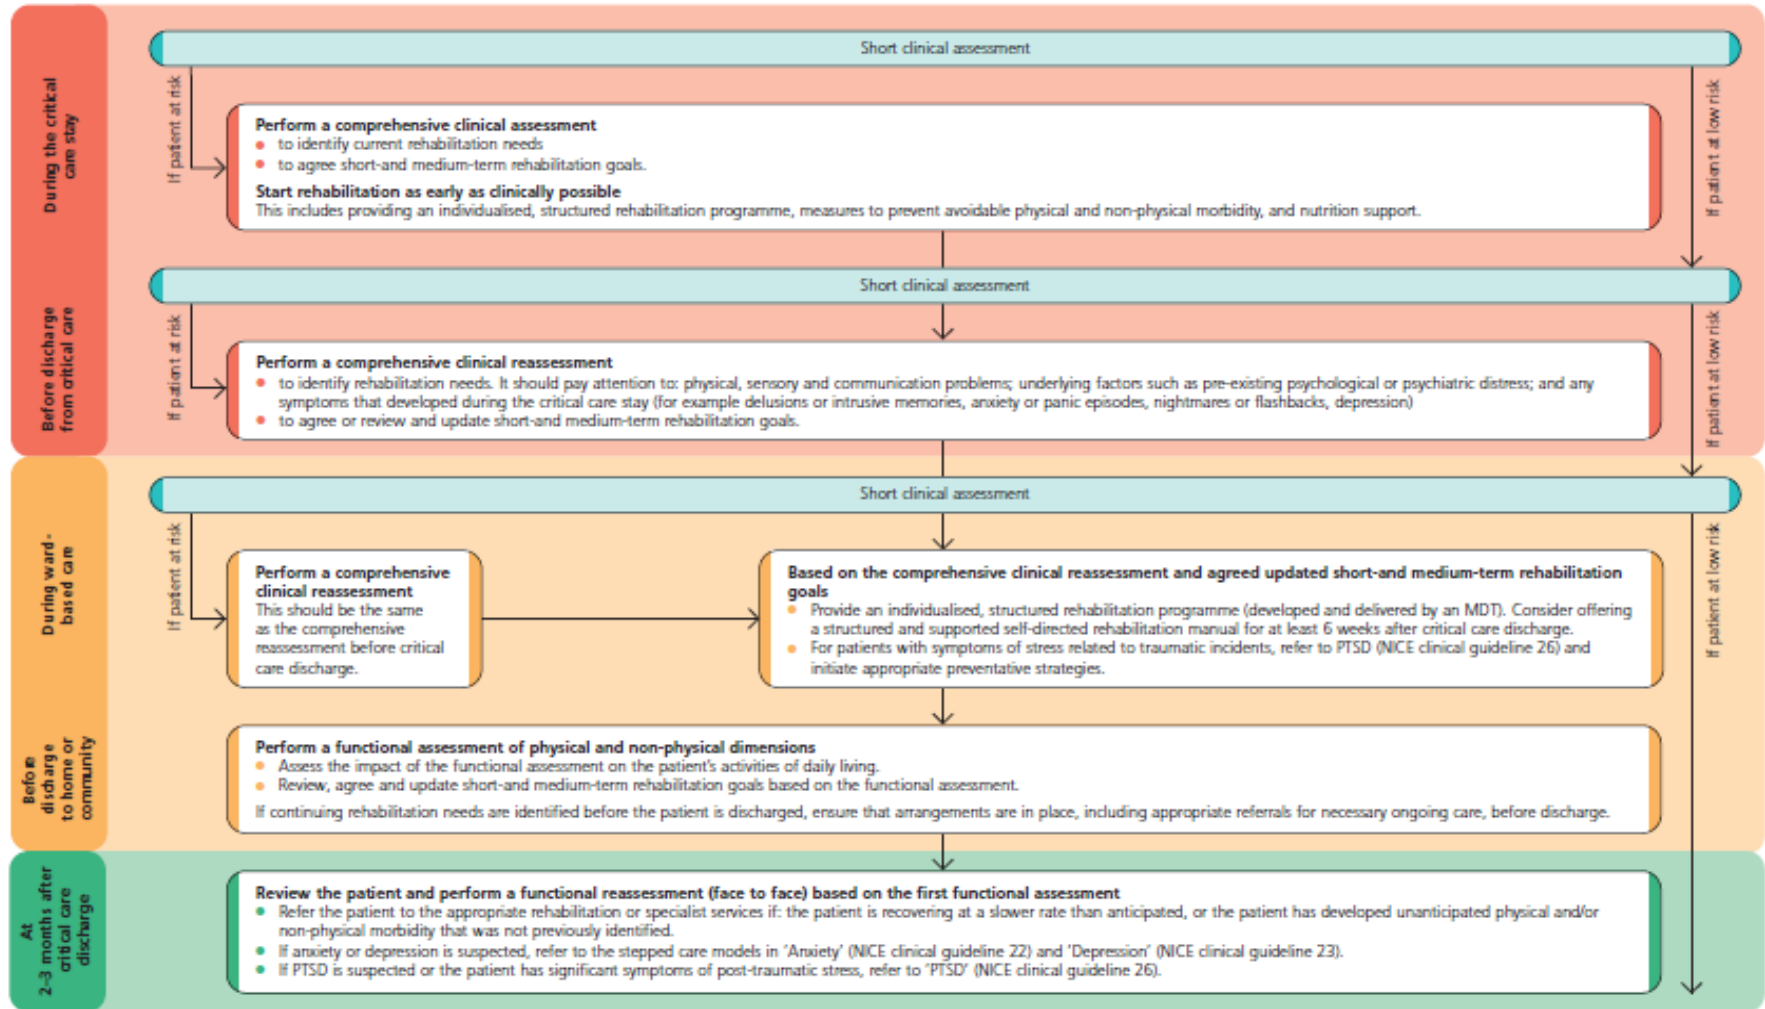 During the critical
care stay
Short clinical assessment
If patient at risk
If patient at low risk
Perform a comprehensive clinical assessment
to identify current rehabilitation needs
to agree short-and medium-term rehabilitation goals.
Start rehabilitation as early as clinically possible
This includes providing an individualised, structured rehabilitation programme, measures to prevent avoidable physical and non-physical morbidity, and nutrition support.
Before discharge
from critical care
Short clinical assessment
If patient at risk
If patient at low risk
Perform a comprehensive clinical reassessment
to identify rehabilitation needs. It should pay attention to: physical, sensory and communication problems; underlying factors such as pre-existing psychological or psychiatric distress; and any
symptoms that developed during the critical care stay (for example delusions or intrusive memories, anxiety or panic episodes, nightmares or flashbacks, depression)
to agree or review and update short-and medium-term rehabilitation goals.
During ward-
based care
Short clinical assessment
If patient at risk
If patient at low risk
Perform a comprehensive
clinical reassessment
This should be the same
as the comprehensive
reassessment before critical
care discharge.
Based on the comprehensive clinical reassessment and agreed updated short-and medium-term rehabilitation
goals
Provide an individualised, structured rehabilitation programme (developed and delivered by an MDT). Consider offering
a structured and supported self-directed rehabilitation manual for at least 6 weeks after critical care discharge.
For patients with symptoms of stress related to traumatic incidents, refer to PTSD (NICE clinical guideline 26) and
initiate appropriate preventative strategies.
Before
discharge
to home or
community
Perform a functional assessment of physical and non-physical dimensions
Assess the impact of the functional assessment on the patient's activities of daily living.
Review, agree and update short-and medium-term rehabilitation goals based on the functional assessment.
If continuing rehabilitation needs are identified before the patient is discharged, ensure that arrangements are in place, including appropriate referrals for necessary ongoing care, before discharge.
At
2–3 months after
critical care
discharge
Review the patient and perform a functional reassessment (face to face) based on the first functional assessment
Refer the patient to the appropriate rehabilitation or specialist services if: the patient is recovering at a slower rate than anticipated, or the patient has developed unanticipated physical and/or
non-physical morbidity that was not previously identified.
If anxiety or depression is suspected, refer to the stepped care models in 'Anxiety' (NICE clinical guideline 22) and 'Depression' (NICE clinical guideline 23).
If PTSD is suspected or the patient has significant symptoms of post-traumatic stress, refer to 'PTSD' (NICE clinical guideline 26).